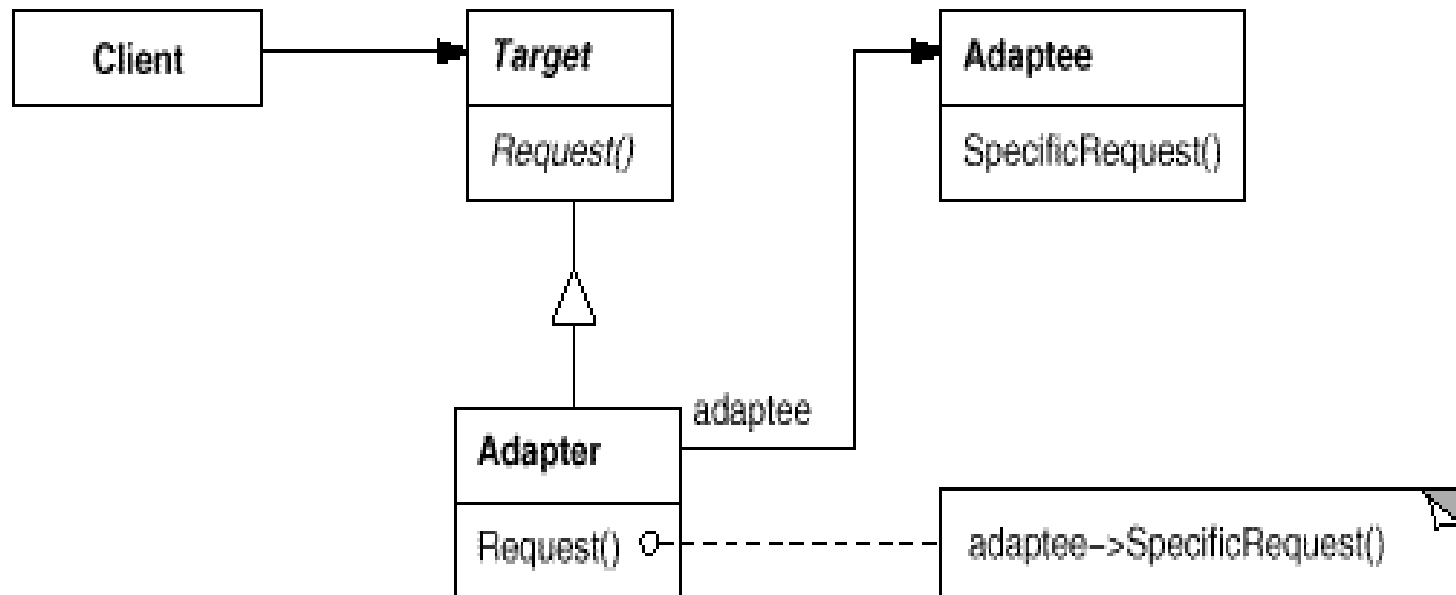 Client
Target
Request()
Adaptee
SpecificRequest()
adaptee
Adapter
Request()
adaptee->SpecificRequest()